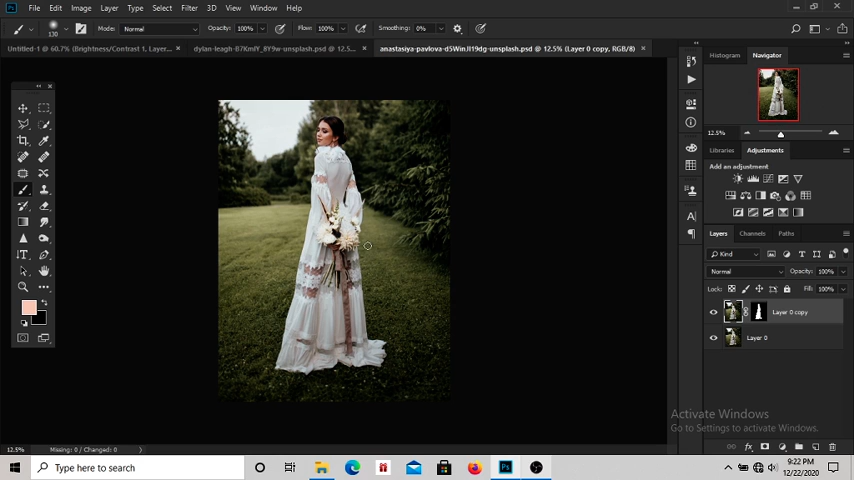 File Edit Image Layer Type Select Filter 3D View Window Help
130 Mode: Normal Opacity: 100% Flow: 100% Smoothing: 0%
Untitled-1 @ 60.7% (Brightness/Contrast 1, Layer... × dylan-leagh-B7KmlY_8Y9w-unsplash.psd @ 12.5... × anastasiya-pavlova-d5WinJI19dg-unsplash.psd @ 12.5% (Layer 0 copy, RGB/8) ×
Histogram Navigator
12.5%
Libraries Adjustments
Add an adjustment
Layers Channels Paths
Kind
Normal Opacity: 100%
Lock: Fill: 100%
Layer 0 copy
Layer 0
Activate Windows
Go to Settings to activate Windows.
12.5% Missing: 0 / Changed: 0
Type here to search
9:22 PM
12/22/2020